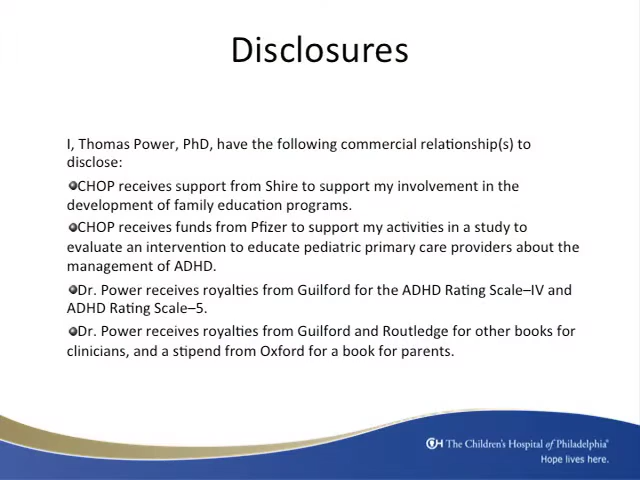 Disclosures
I, Thomas Power, PhD, have the following commercial relationship(s) to
disclose:
CHOP receives support from Shire to support my involvement in the
development of family education programs.
CHOP receives funds from Pfizer to support my activities in a study to
evaluate an intervention to educate pediatric primary care providers about the
management of ADHD.
Dr. Power receives royalties from Guilford for the ADHD Rating Scale–IV and
ADHD Rating Scale–5.
Dr. Power receives royalties from Guilford and Routledge for other books for
clinicians, and a stipend from Oxford for a book for parents.
The Children's Hospital of Philadelphia®
Hope lives here.